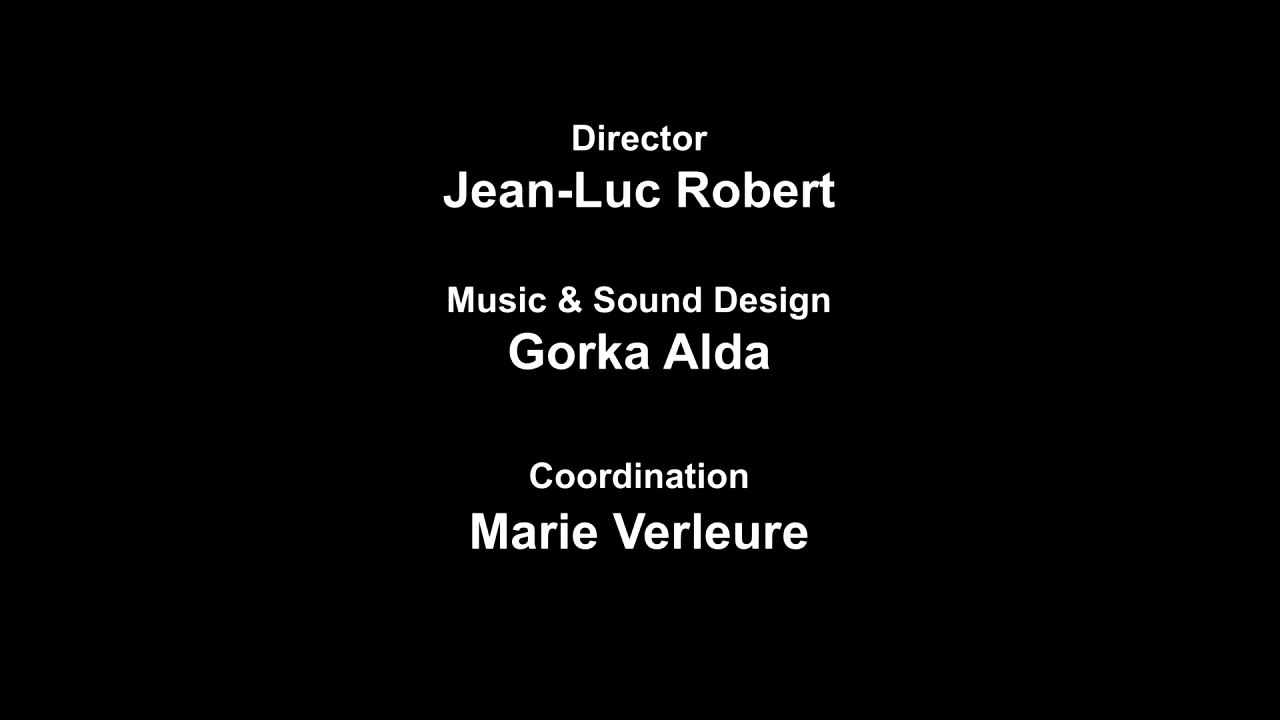 Director
Jean-Luc Robert
Music & Sound Design
Gorka Alda
Coordination
Marie Verleure